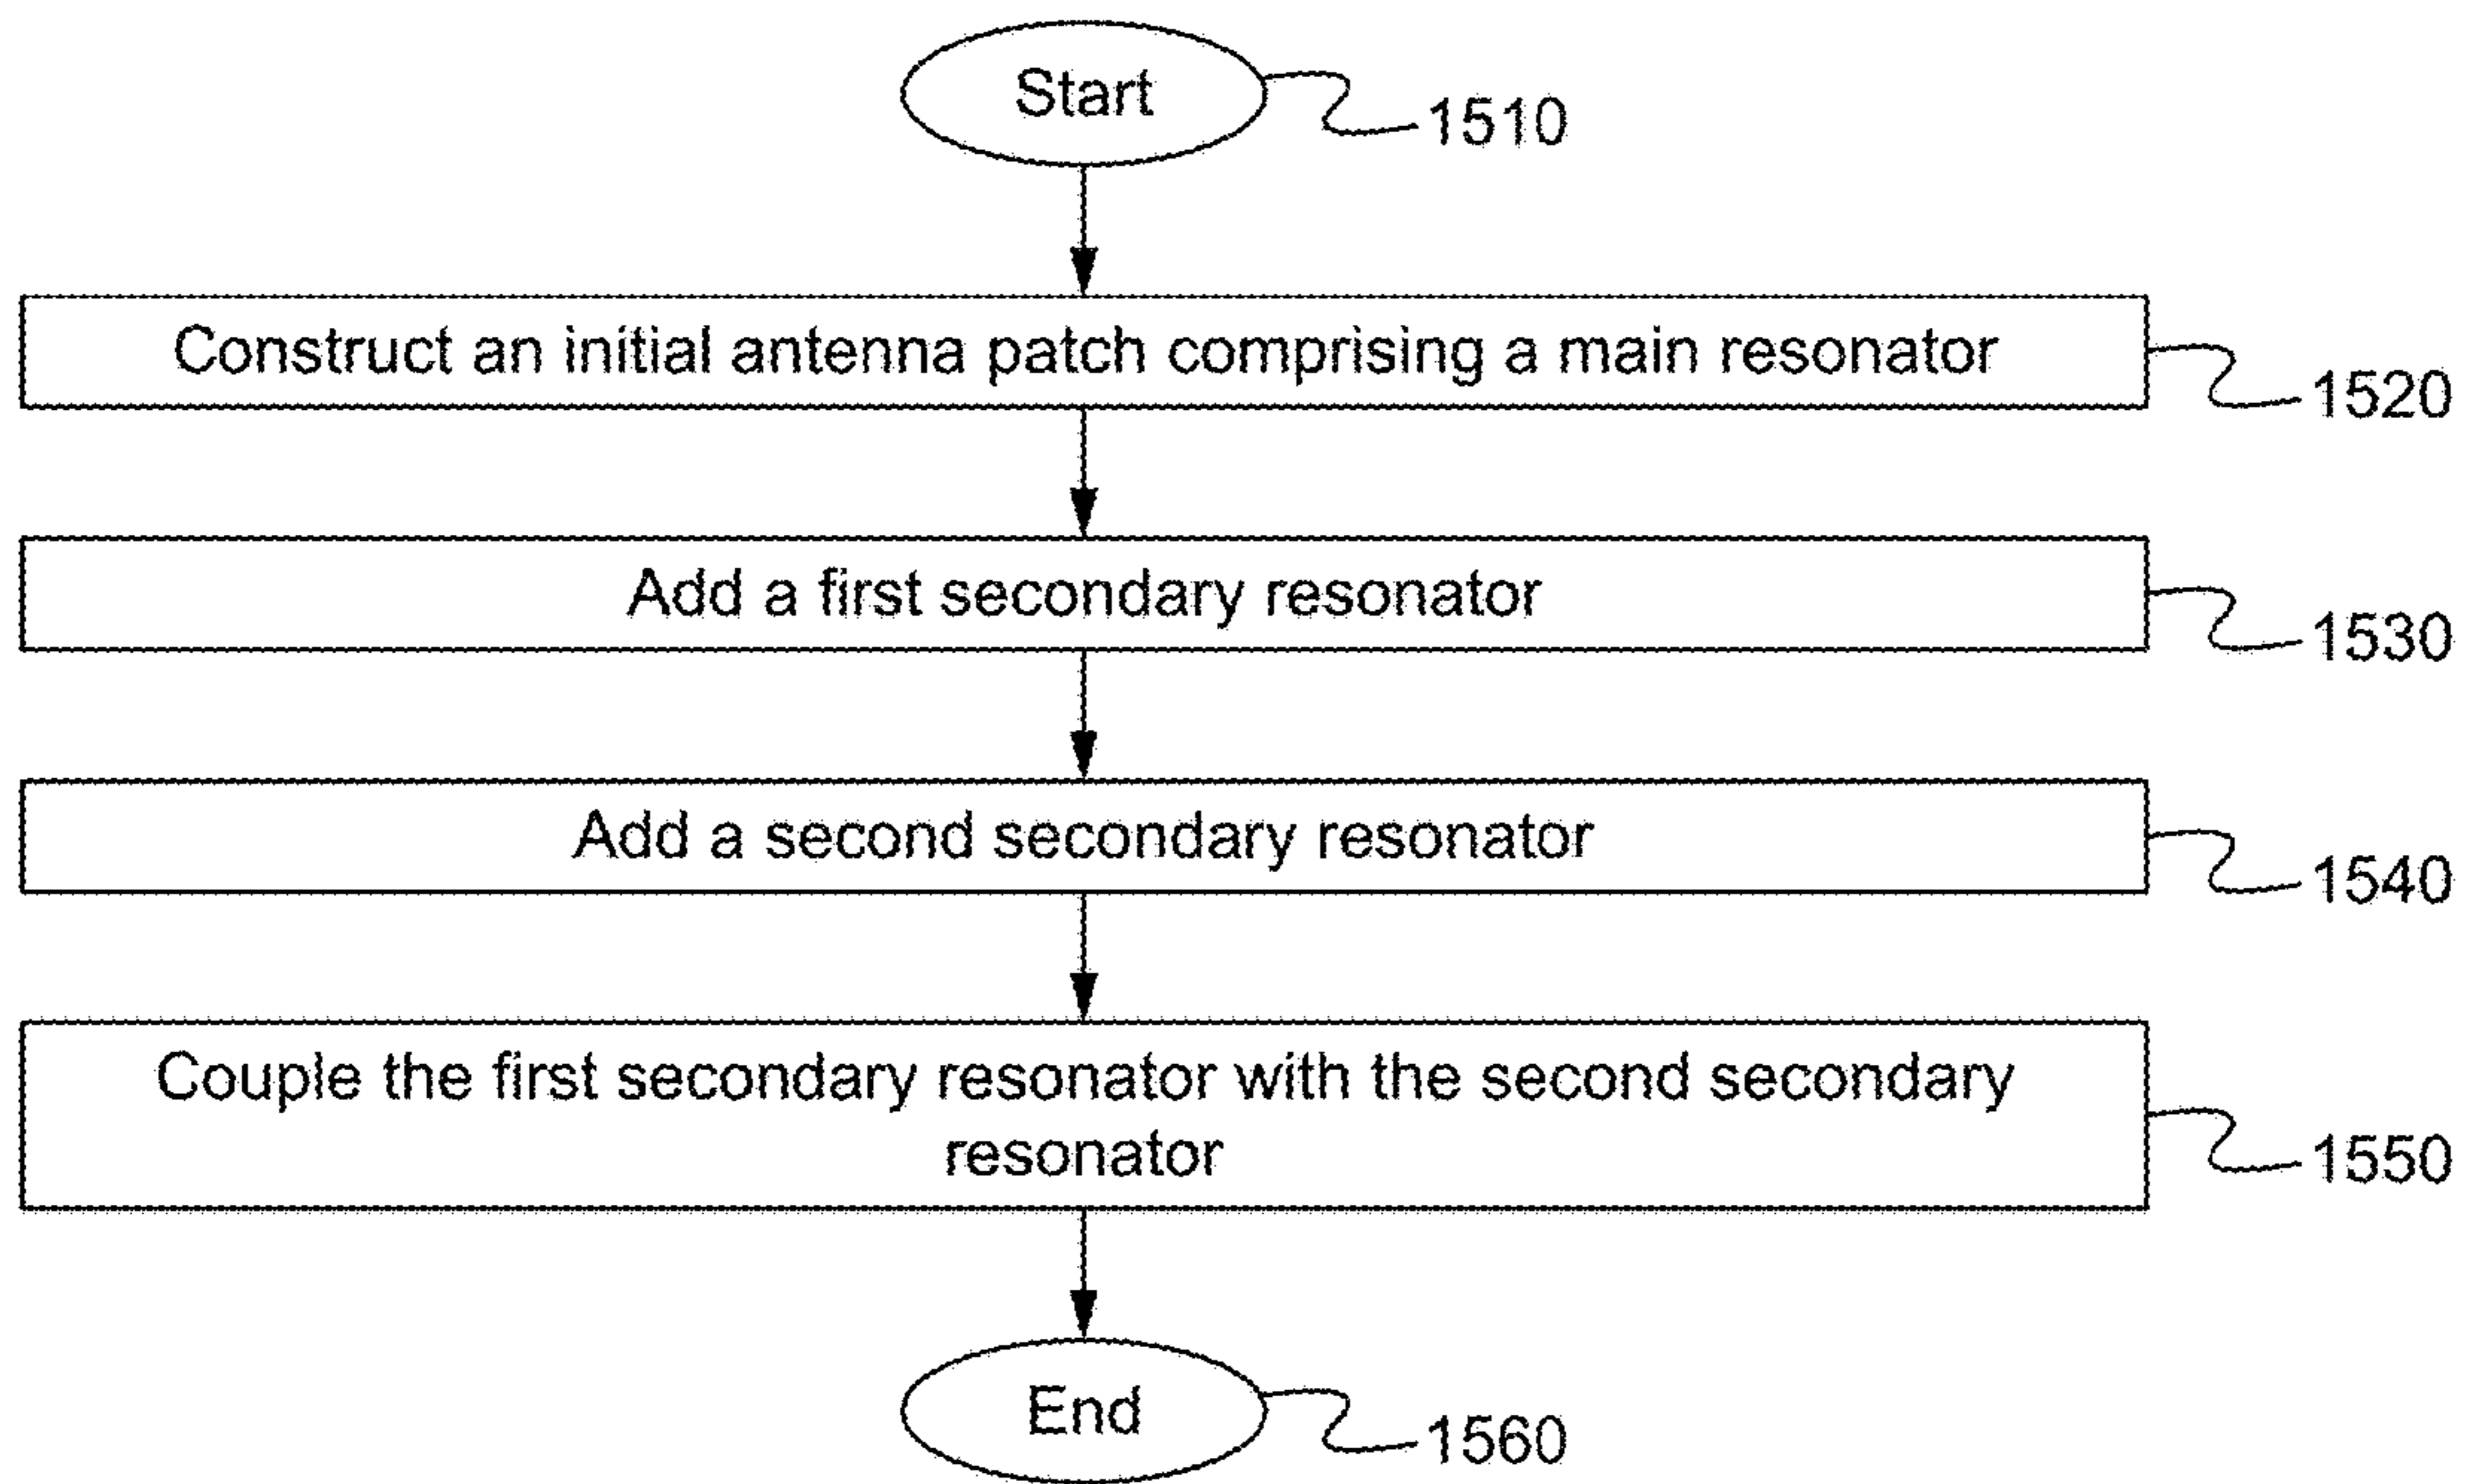 Start
1510
Construct an initial antenna patch comprising a main resonator
1520
Add a first secondary resonator
1530
Add a second secondary resonator
1540
Couple the first secondary resonator with the second secondary
resonator
1550
End
1560